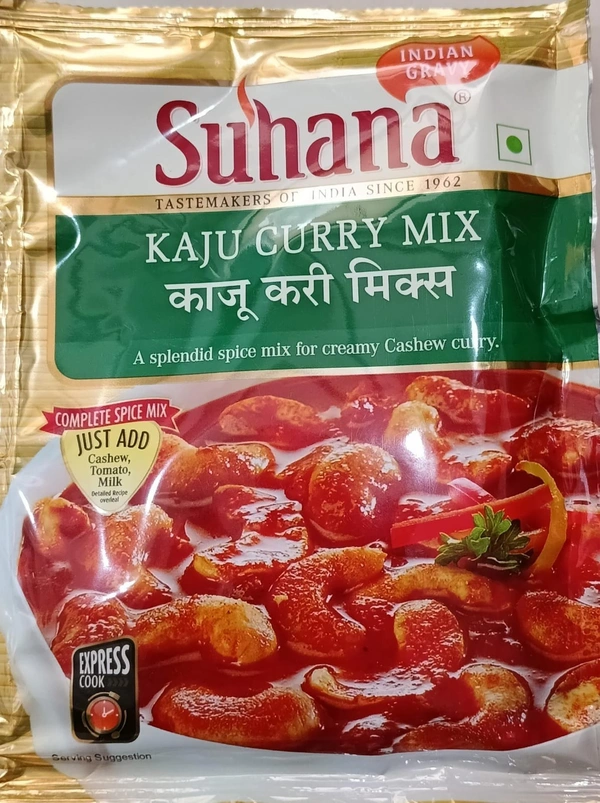 INDIAN
GRAVY
Suhana®
TASTEMAKERS OF INDIA SINCE 1962
KAJU CURRY MIX
काजू करी मिक्स
A splendid spice mix for creamy Cashew curry.
COMPLETE SPICE MIX
JUST ADD
Cashew,
Tomato,
Milk
Detailed Recipe
overleaf
EXPRESS
COOK
Serving Suggestion